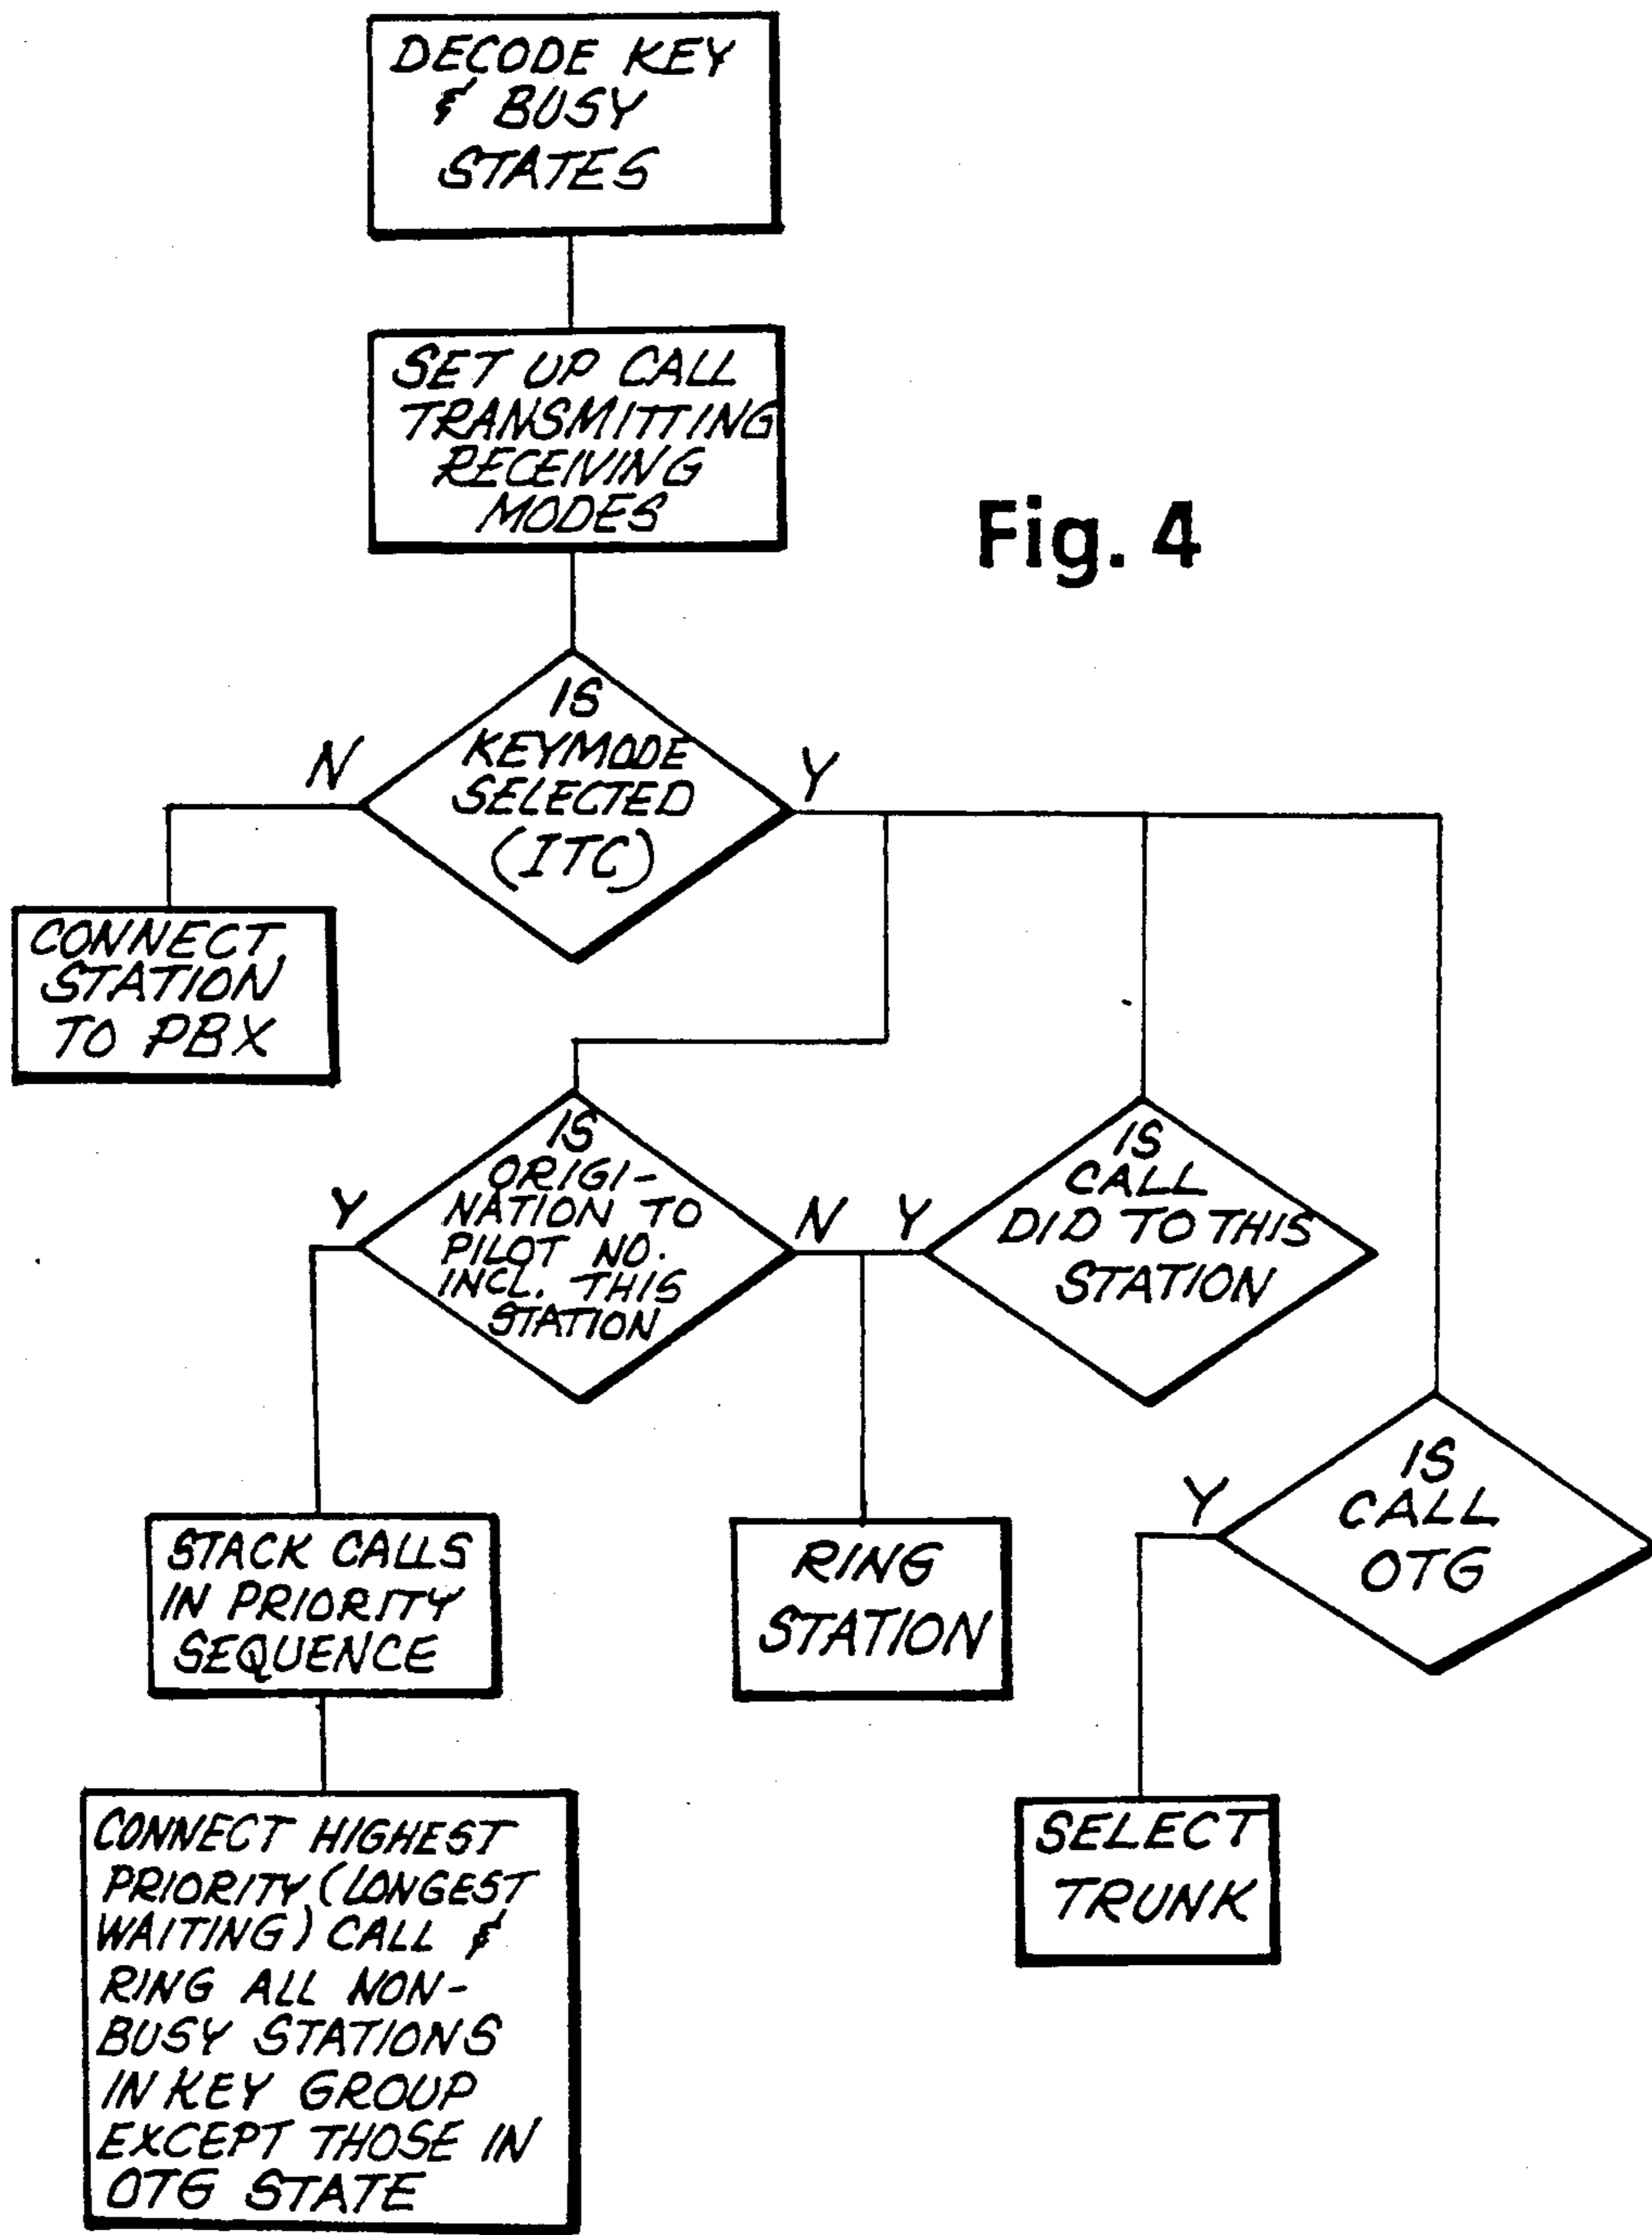 DECODE KEY
& BUSY
STATES
SET UP CALL
TRANSMITTING
RECEIVING
MODES
Fig. 4
IS
KEYMODE
SELECTED
(ITC)
N
Y
CONNECT
STATION
TO PBX
IS
ORIGI-
NATION TO
PILOT NO.
INCL. THIS
STATION
Y
N
Y
IS
CALL
DID TO THIS
STATION
Y
IS
CALL
OTG
STACK CALLS
IN PRIORITY
SEQUENCE
RING
STATION
SELECT
TRUNK
CONNECT HIGHEST
PRIORITY (LONGEST
WAITING) CALL &
RING ALL NON-
BUSY STATIONS
IN KEY GROUP
EXCEPT THOSE IN
OTG STATE